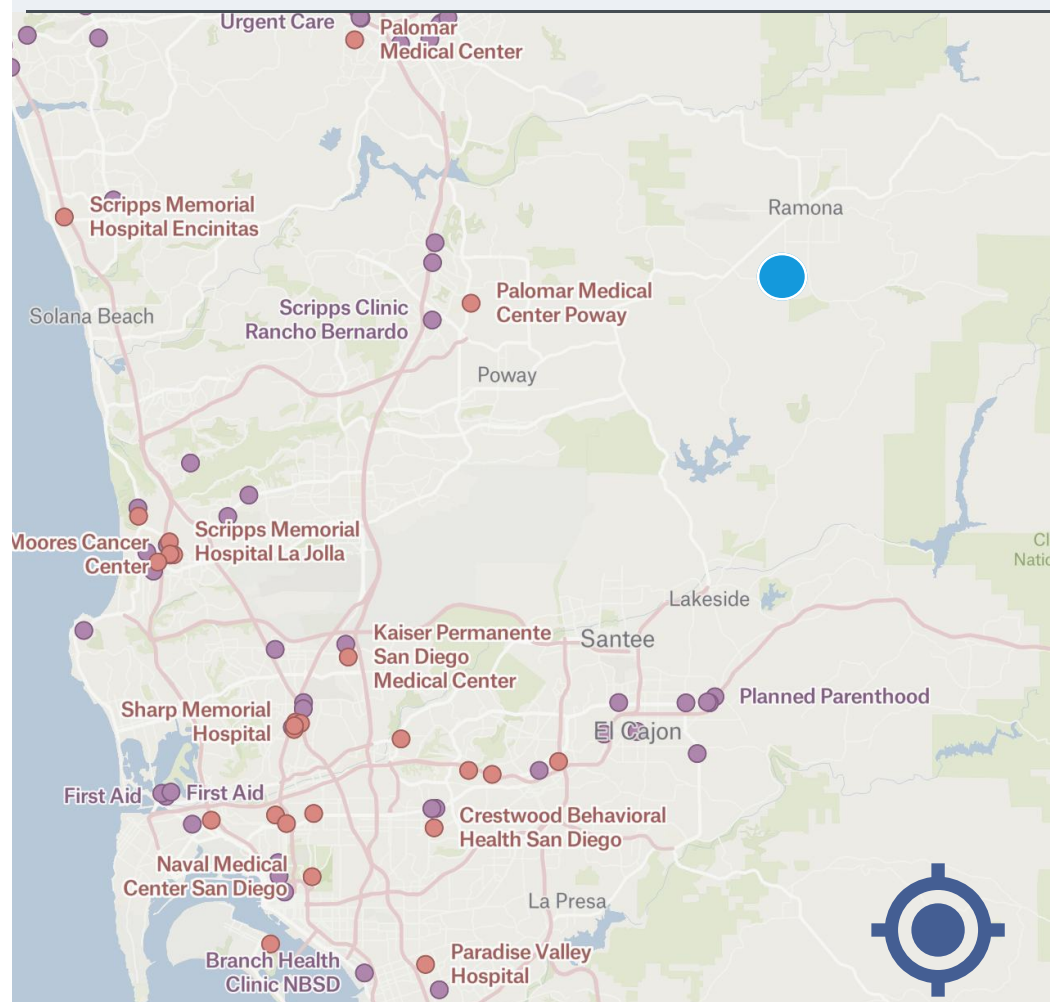 Urgent Care
Palomar
Medical Center
Scripps Memorial
Hospital Encinitas
Ramona
Solana Beach
Scripps Clinic
Rancho Bernardo
Palomar Medical
Center Poway
Poway
Moores Cancer
Center
Scripps Memorial
Hospital La Jolla
Cl
Natio
Lakeside
Santee
Kaiser Permanente
San Diego
Medical Center
Sharp Memorial
Hospital
Planned Parenthood
El Cajon
First Aid
First Aid
Crestwood Behavioral
Health San Diego
Naval Medical
Center San Diego
La Presa
Branch Health
Clinic NBSD
Paradise Valley
Hospital